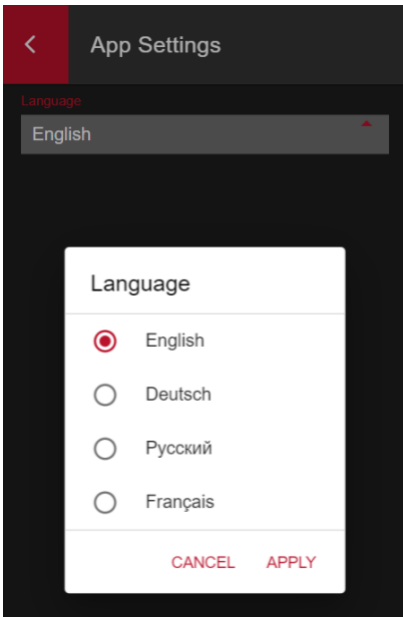 App Settings
Language
English
Language
English
Deutsch
Русский
Français
CANCEL APPLY